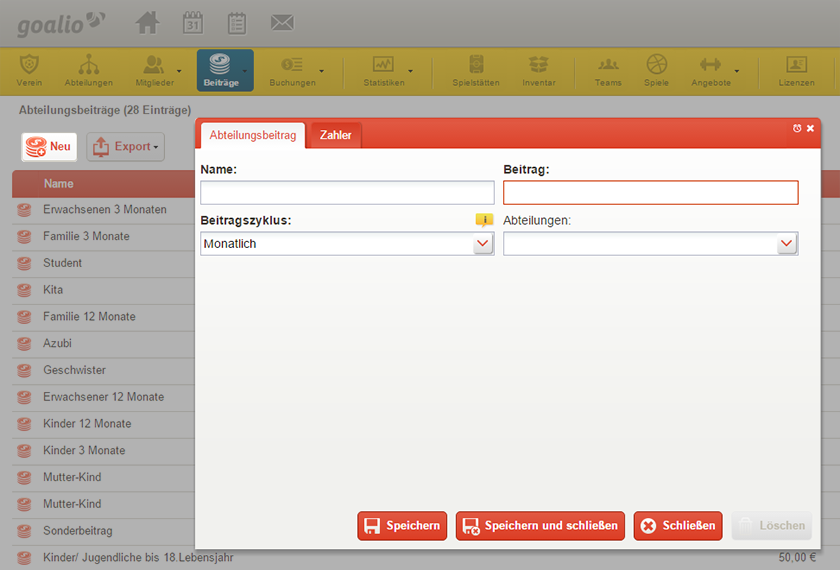 goalio
31
Verein Abteilungen Mitglieder Beiträge Buchungen Statistiken Spielstätten Inventar Teams Spiele Angebote Lizenzen
Abteilungsbeiträge (28 Einträge)
Neu Export
Name
Erwachsenen 3 Monaten
Familie 3 Monate
Student
Kita
Familie 12 Monate
Azubi
Geschwister
Erwachsener 12 Monate
Kinder 12 Monate
Kinder 3 Monate
Mutter-Kind
Mutter-Kind
Sonderbeitrag
Kinder/ Jugendliche bis 18.Lebensjahr 50,00 €
Abteilungsbeitrag Zahler
Name: Beitrag:
Beitragszyklus: Abteilungen:
Monatlich
Speichern Speichern und schließen Schließen Löschen